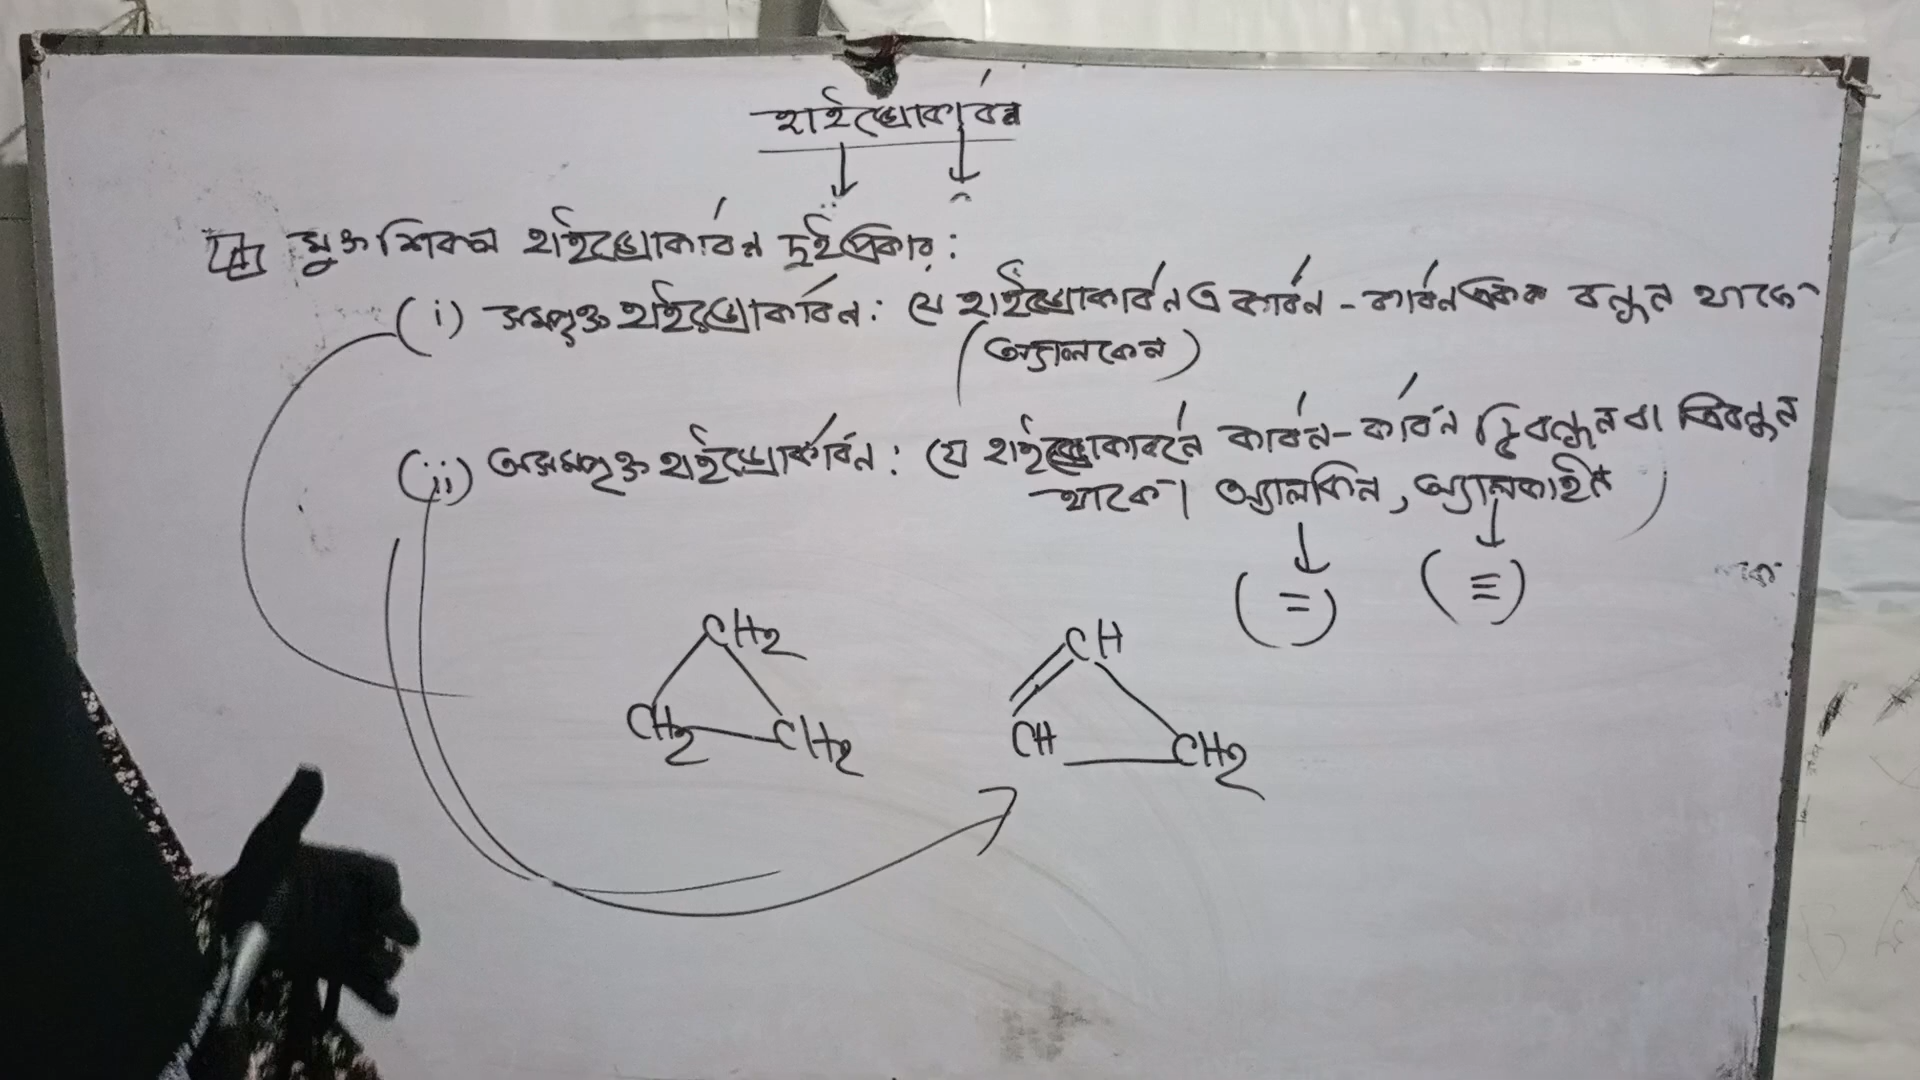 হাইড্রোকার্বন
মুক্ত শিকল হাইড্রোকার্বন দুই প্রকার:
(i) সম্পৃক্ত হাইড্রোকার্বন: যে হাইড্রোকার্বন এ কার্বন - কার্বন একক বন্ধন থাকে
(অ্যালকেন)
(ii) অসম্পৃক্ত হাইড্রোকার্বন: যে হাইড্রোকার্বনে কার্বন - কার্বন দ্বিবন্ধন বা ত্রিবন্ধন
থাকে। অ্যালকিন, অ্যালকাইন)
(=) (≡)
CH2 CH
CH2 CH2 CH CH2